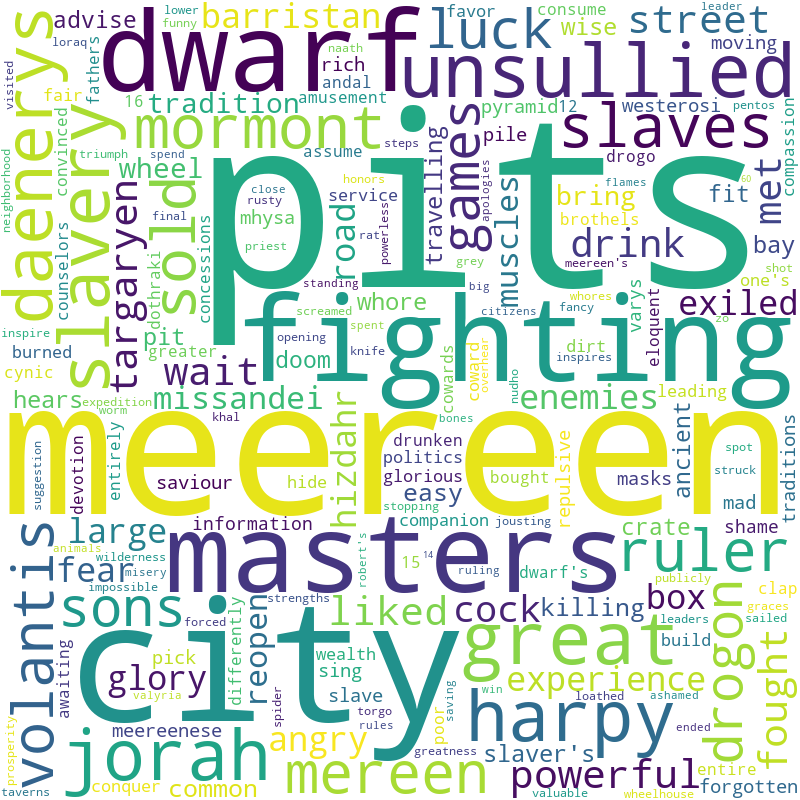 lower
leader
funny
favor
consume
advise
barristan
luck
wise
street
loraq
naath
moving
visited
dwarf
unsullied
rich
andal
fair
fathers
16
tradition
amusement
pyramid
12
westerosi
pentos
daenerys
slavery
mormont
games
slaves
compassion
convinced
assume
steps
pile
drogo
triumph
spend
honors
wheel
travelling
apologies
flames
60
neighborhood
counselors
sold
close
rusty
service
powerless
muscles
bring
met
fit
final
mhysa
road
brothels
targaryen
dothraki
concessions
priest
rat
grey
drink
bay
pits
standing
big
meereen's
varys
one's
shot
inspire
screamed
citizens
whores
eloquent
exiled
pit
whore
fancy
zo
burned
greater
opening
spent
fighting
dirt
cynic
wait
doom
knife
cowards
coward
overhear
inspires
hears
expedition
missandei
nudho
enemies
leading
worm
khal
bones
meereen
suggestion
devotion
entirely
saviour
hide
hizdahr
drunken
politics
glorious
easy
bought
repulsive
masks
ancient
spot
struck
mad
traditions
stopping
volantis
large
information
companion
jousting
crate
shame
animals
wilderness
fear
misery
impossible
masters
robert's
15
14
ruling
dwarf's
ruler
publicly
clap
sons
forced
strengths
liked
cock
killing
box
leaders
graces
sailed
build
awaiting
city
differently
reopen
great
drogon
fought
pick
glory
wealth
sing
experience
valyria
spider
slave
poor
saving
win
loathed
ashamed
prosperity
jorah
meereenese
torgo
rules
harpy
ended
angry
greatness
slaver's
entire
taverns
conquer
common
mereen
powerful
valuable
wheelhouse
forgotten